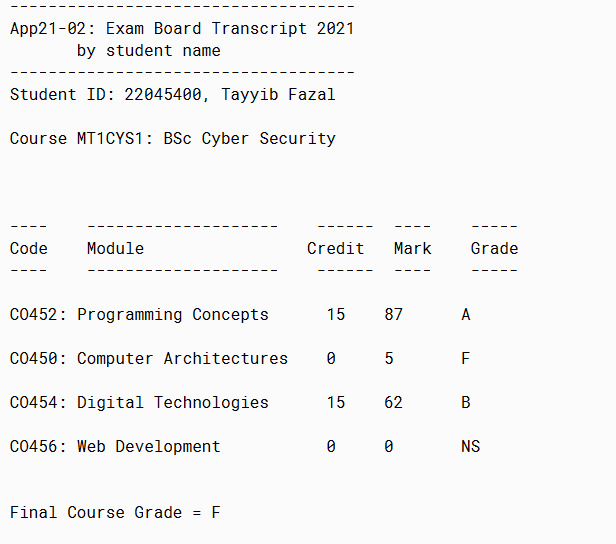 -----------------------------------
App21-02: Exam Board Transcript 2021
by student name
-----------------------------------
Student ID: 22045400, Tayyib Fazal
Course MT1CYS1: BSc Cyber Security
---- -------------------- ------ ---- -----
Code Module Credit Mark Grade
---- -------------------- ------ ---- -----
CO452: Programming Concepts 15 87 A
CO450: Computer Architectures 0 5 F
CO454: Digital Technologies 15 62 B
CO456: Web Development 0 0 NS
Final Course Grade = F